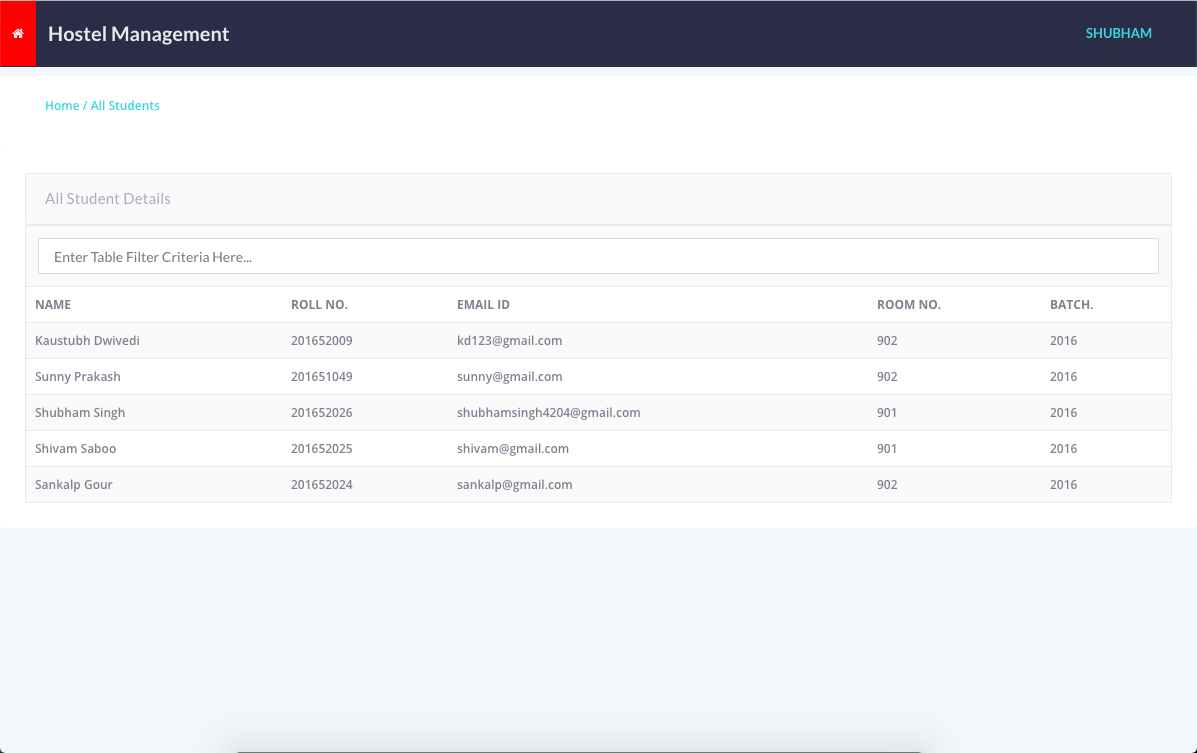 Hostel Management SHUBHAM
Home / All Students
All Student Details
Enter Table Filter Criteria Here...
NAME ROLL NO. EMAIL ID ROOM NO. BATCH.
Kaustubh Dwivedi 201652009 kd123@gmail.com 902 2016
Sunny Prakash 201651049 sunny@gmail.com 902 2016
Shubham Singh 201652026 shubhamsingh4204@gmail.com 901 2016
Shivam Saboo 201652025 shivam@gmail.com 901 2016
Sankalp Gour 201652024 sankalp@gmail.com 902 2016